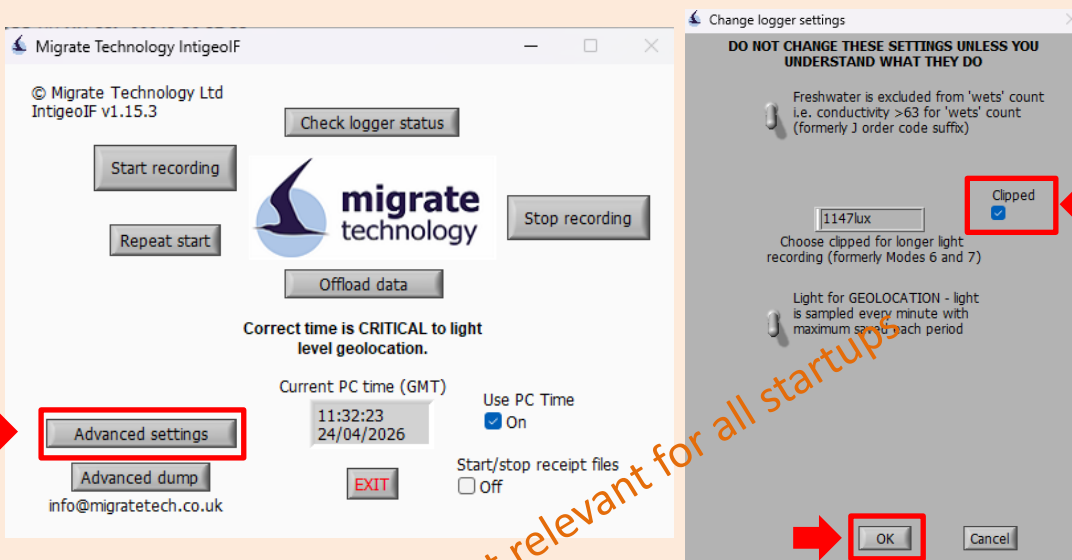 Migrate Technology IntigeoIF
© Migrate Technology Ltd
IntigeoIF v1.15.3
Check logger status
Start recording
migrate
technology
Stop recording
Repeat start
Offload data
Correct time is CRITICAL to light
level geolocation.
Current PC time (GMT)
11:32:23
24/04/2026
Use PC Time
On
Advanced settings
Advanced dump
info@migratetech.co.uk
EXIT
Start/stop receipt files
Off
Change logger settings
DO NOT CHANGE THESE SETTINGS UNLESS YOU
UNDERSTAND WHAT THEY DO
Freshwater is excluded from 'wets' count
i.e. conductivity >63 for 'wets' count
(formerly J order code suffix)
Clipped
1147lux
Choose clipped for longer light
recording (formerly Modes 6 and 7)
Light for GEOLOCATION - light
is sampled every minute with
maximum saved each period
OK
Cancel
relevant for all startups